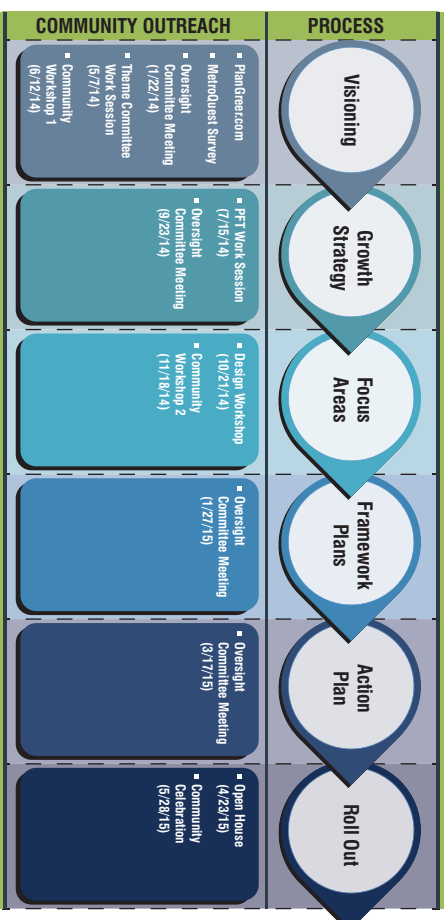 PROCESS
Visioning
Growth
Strategy
Focus
Areas
Framework
Plans
Action
Plan
Roll Out
COMMUNITY OUTREACH
▪ PlanGreer.com
▪ MetroQuest Survey
▪ Oversight
Committee Meeting
(1/22/14)
▪ Theme Committee
Work Session
(5/7/14)
▪ Community
Workshop 1
(6/12/14)
▪ PFT Work Session
(7/15/14)
▪ Oversight
Committee Meeting
(9/23/14)
▪ Design Workshop
(10/21/14)
▪ Community
Workshop 2
(11/18/14)
▪ Oversight
Committee Meeting
(1/27/15)
▪ Oversight
Committee Meeting
(3/17/15)
▪ Open House
(4/23/15)
▪ Community
Celebration
(5/28/15)